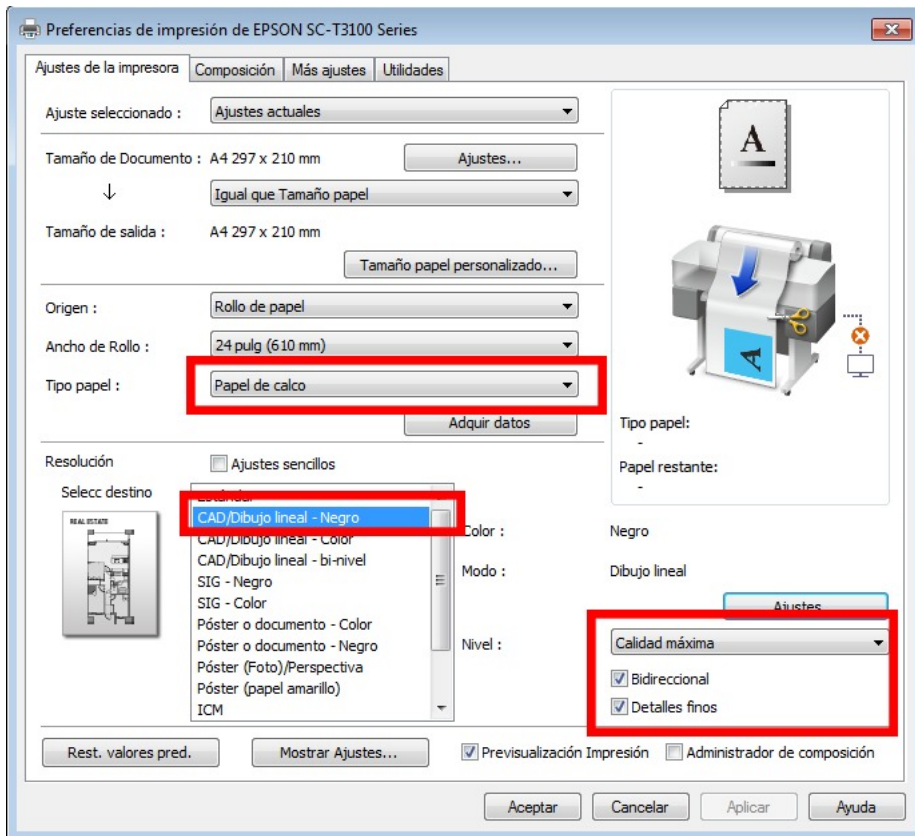 Preferencias de impresión de EPSON SC-T3100 Series
Ajustes de la impresora Composición Más ajustes Utilidades
Ajuste seleccionado : Ajustes actuales
Tamaño de Documento : A4 297 x 210 mm Ajustes...
Igual que Tamaño papel
Tamaño de salida : A4 297 x 210 mm
Tamaño papel personalizado...
Origen : Rollo de papel
Ancho de Rollo : 24 pulg (610 mm)
Tipo papel : Papel de calco
Adquir datos
Resolución Ajustes sencillos
Selecc destino
REAL ESTATE
Estándar
CAD/Dibujo lineal - Negro
CAD/Dibujo lineal - Color
CAD/Dibujo lineal - bi-nivel
SIG - Negro
SIG - Color
Póster o documento - Color
Póster o documento - Negro
Póster (Foto)/Perspectiva
Póster (papel amarillo)
ICM
A
A
Tipo papel:
-
Papel restante:
-
Color : Negro
Modo : Dibujo lineal
Ajustes
Nivel : Calidad máxima
Bidireccional
Detalles finos
Rest. valores pred. Mostrar Ajustes... Previsualización Impresión Administrador de composición
Aceptar Cancelar Aplicar Ayuda